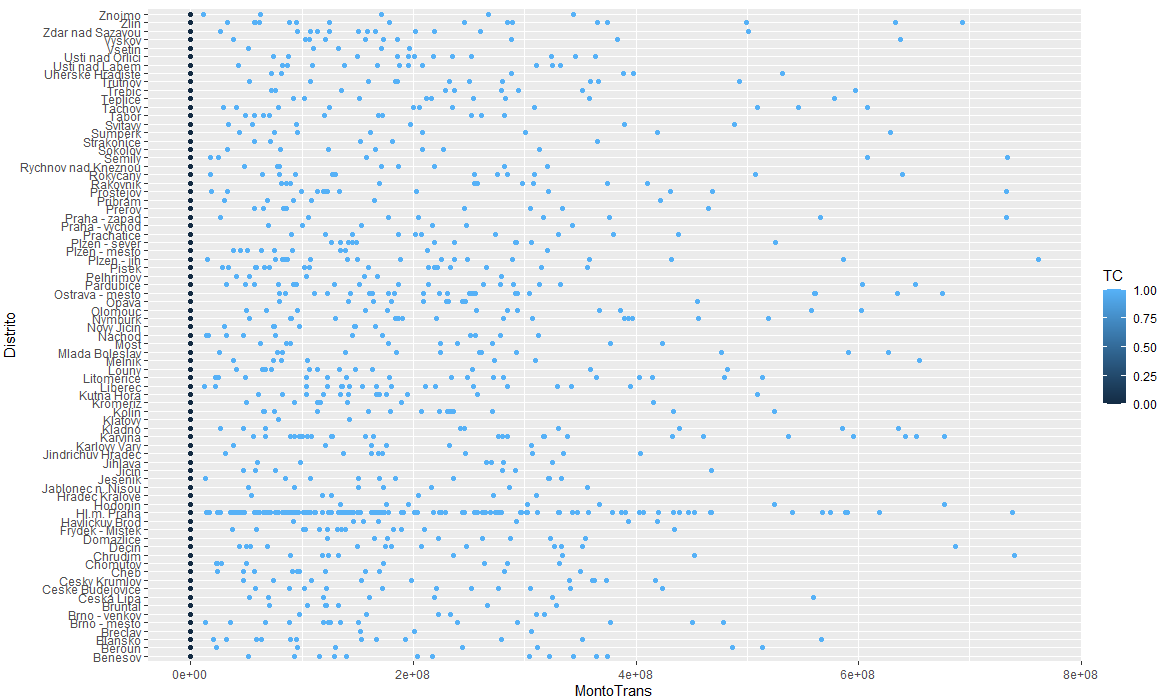 Znojmo
Zlin
Zdar nad Sazavou
Vyskov
Vsetin
Usti nad Orlici
Usti nad Labem
Uherske Hradiste
Trutnov
Trebic
Teplice
Tachov
Tabor
Svitavy
Sumperk
Strakonice
Sokolov
Semily
Rychnov nad Kneznou
Rokycany
Rakovnik
Prostejov
Pribram
Prerov
Praha - zapad
Praha - vychod
Prachatice
Plzen - sever
Plzen - mesto
Plzen - jih
Pisek
Pelhrimov
Pardubice
Ostrava - mesto
Opava
Olomouc
Nymburk
Novy Jicin
Nachod
Most
Mlada Boleslav
Melnik
Louny
Litomerice
Liberec
Kutna Hora
Kromeriz
Kolin
Klatovy
Kladno
Karvina
Karlovy Vary
Jindrichuv Hradec
Jihlava
Jicin
Jesenik
Jablonec n. Nisou
Hradec Kralove
Hodonin
Hl.m. Praha
Havlickuv Brod
Frydek - Mistek
Domazlice
Decin
Chrudim
Chomutov
Cheb
Cesky Krumlov
Ceske Budejovice
Ceska Lipa
Bruntal
Brno - venkov
Brno - mesto
Breclav
Blansko
Beroun
Benesov
Distrito
0e+00
2e+08
4e+08
6e+08
8e+08
MontoTrans
TC
1.00
0.75
0.50
0.25
0.00